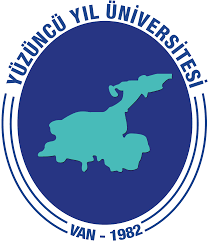 YÜZÜNCÜ YIL ÜNİVERSİTESİ
VAN - 1982